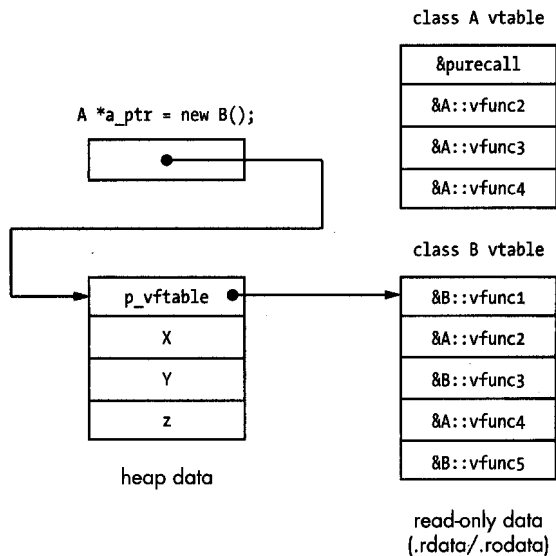 class A vtable
&purecall
&A::vfunc2
&A::vfunc3
&A::vfunc4
A *a_ptr = new B();
class B vtable
p_vftable
X
Y
z
heap data
&B::vfunc1
&A::vfunc2
&B::vfunc3
&A::vfunc4
&B::vfunc5
read-only data
(.rdata/.rodata)